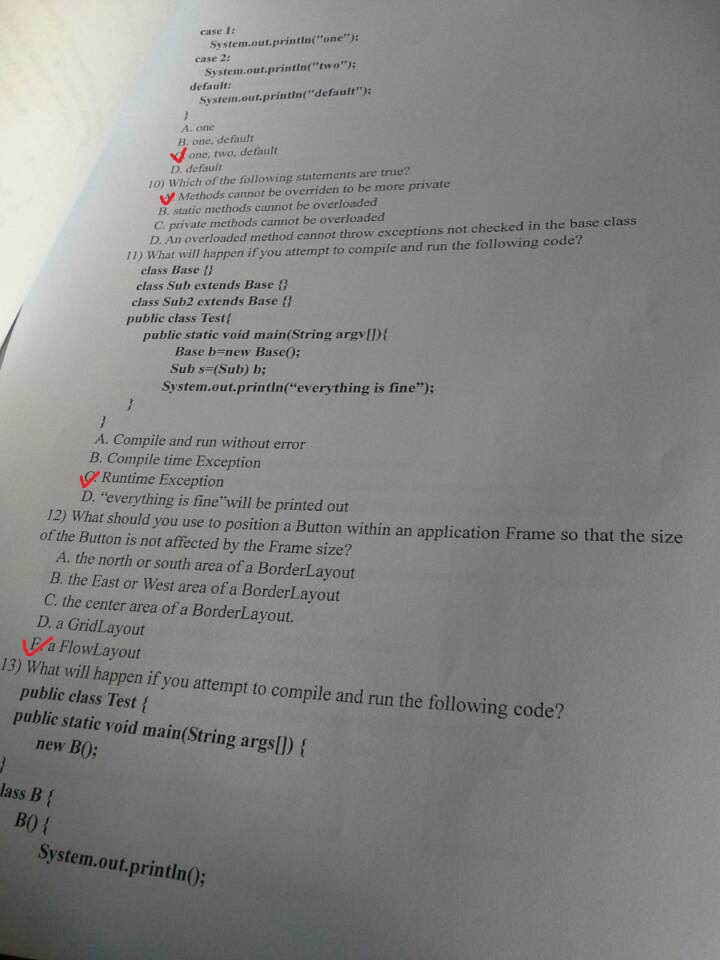 case 1:
System.out.println("one");
case 2:
System.out.println("two");
default:
System.out.println("default");
}
A. one
B. one, default
one, two, default
D. default
10) Which of the following statements are true?
Methods cannot be overriden to be more private
B. static methods cannot be overloaded
C. private methods cannot be overloaded
D. An overloaded method cannot throw exceptions not checked in the base class
11) What will happen if you attempt to compile and run the following code?
class Base {}
class Sub extends Base {}
class Sub2 extends Base {}
public class Test{
public static void main(String argv[]){
Base b=new Base();
Sub s=(Sub) b;
System.out.println(“everything is fine”);
}
}
A. Compile and run without error
B. Compile time Exception
C. Runtime Exception
D. “everything is fine”will be printed out
12) What should you use to position a Button within an application Frame so that the size
of the Button is not affected by the Frame size?
A. the north or south area of a BorderLayout
B. the East or West area of a BorderLayout
C. the center area of a BorderLayout.
D. a GridLayout
E. a FlowLayout
13) What will happen if you attempt to compile and run the following code?
public class Test {
public static void main(String args[]) {
new B();
}
lass B {
B() {
System.out.println();